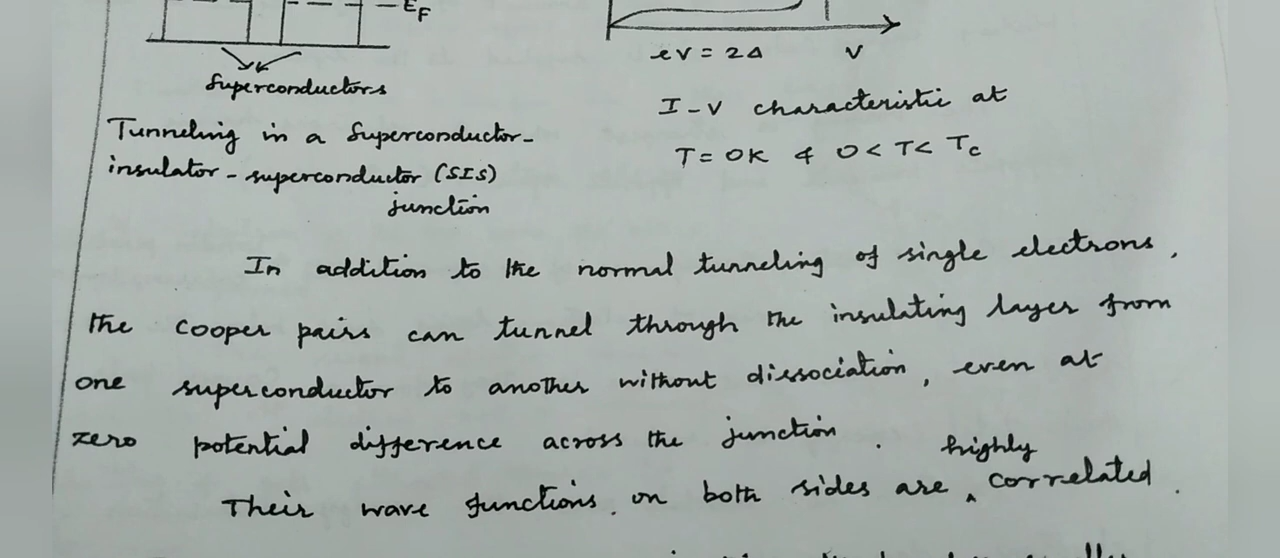 EF
Superconductors
eV = 2Δ
V
I-V characteristic at
T = 0K & 0 < T < Tc
Tunneling in a Superconductor-
insulator - superconductor (SIS)
junction
In addition to the normal tunneling of single electrons,
the cooper pairs can tunnel through the insulating layer from
one superconductor to another without dissociation, even at
zero potential difference across the junction.
Their wave functions on both sides are highly correlated.